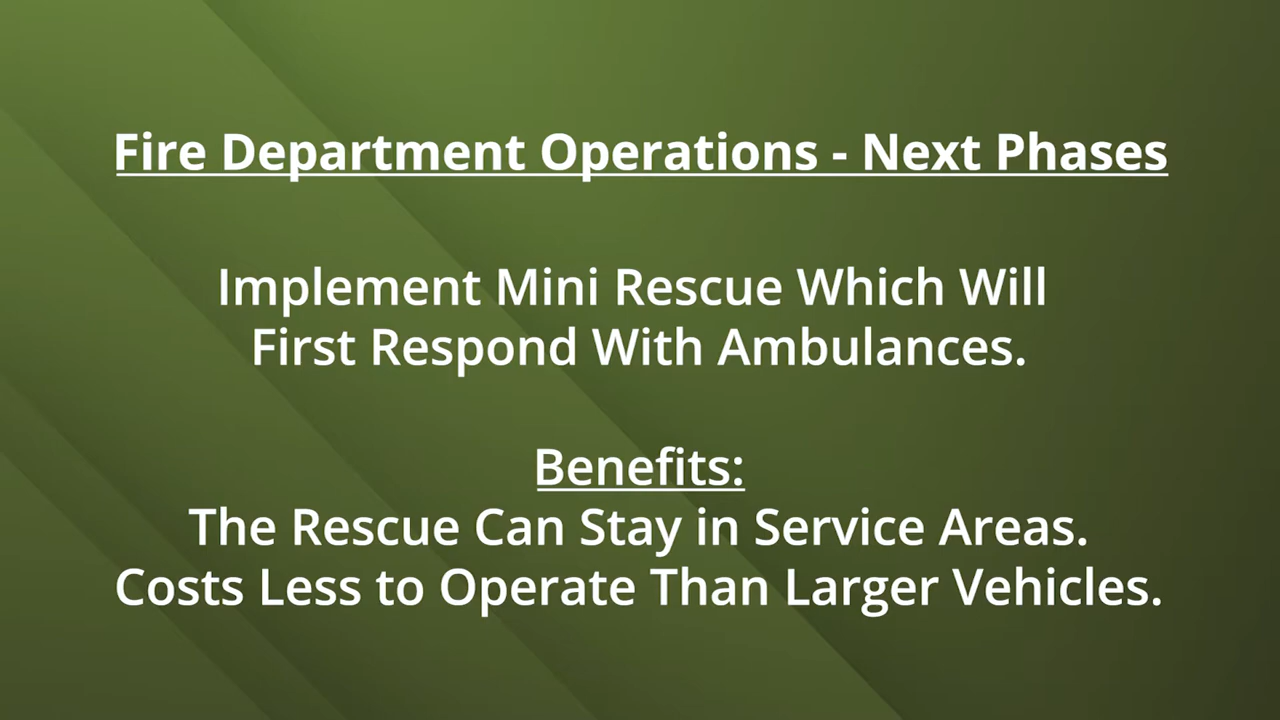 Fire Department Operations - Next Phases
Implement Mini Rescue Which Will
First Respond With Ambulances.
Benefits:
The Rescue Can Stay in Service Areas.
Costs Less to Operate Than Larger Vehicles.